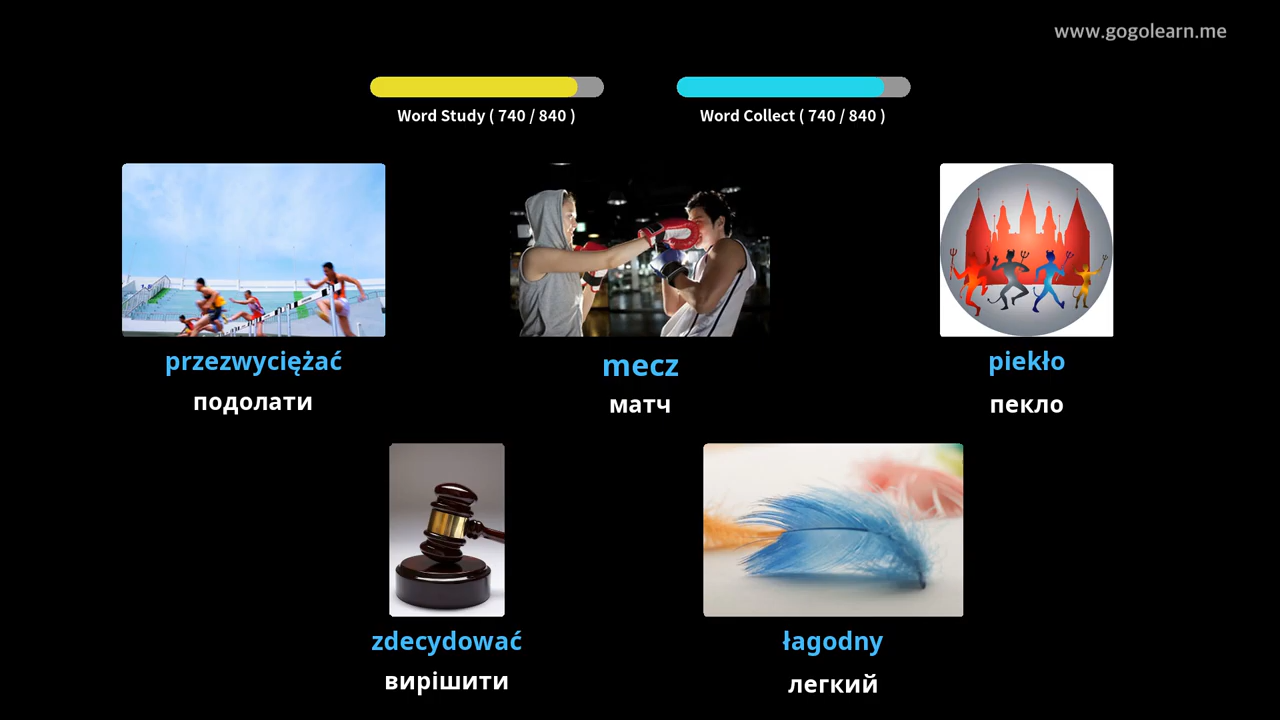 www.gogolearn.me
Word Study ( 740 / 840 )
Word Collect ( 740 / 840 )
przezwyciężać
подолати
mecz
матч
piekło
пекло
zdecydować
вирішити
łagodny
легкий